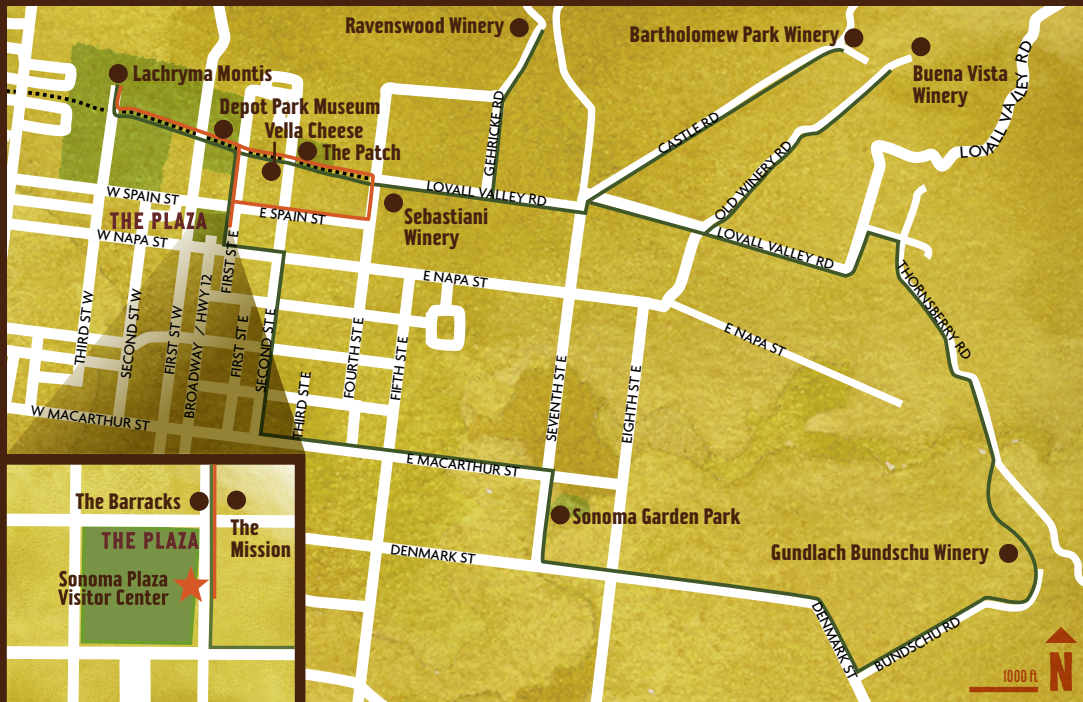 Ravenswood Winery
Bartholomew Park Winery
Buena Vista
Winery
LOVALL VALLEY RD
Lachryma Montis
Depot Park Museum
Vella Cheese
The Patch
GEHRICKE RD
CASTLE RD
OLD WINERY RD
LOVALL VALLEY RD
W SPAIN ST
E SPAIN ST
Sebastiani
Winery
THE PLAZA
W NAPA ST
FIRST ST E
LOVALL VALLEY RD
E NAPA ST
THORNSBERRY RD
E NAPA ST
THIRD ST W
SECOND ST W
FIRST ST W
BROADWAY / HWY 12
FIRST ST E
SECOND ST E
THIRD ST E
FOURTH ST E
FIFTH ST E
SEVENTH ST E
EIGHTH ST E
W MACARTHUR ST
E MACARTHUR ST
Sonoma Garden Park
DENMARK ST
Gundlach Bundschu Winery
DENMARK ST
BUNDSCHU RD
The Barracks
The
Mission
THE PLAZA
Sonoma Plaza
Visitor Center
1000 ft
N